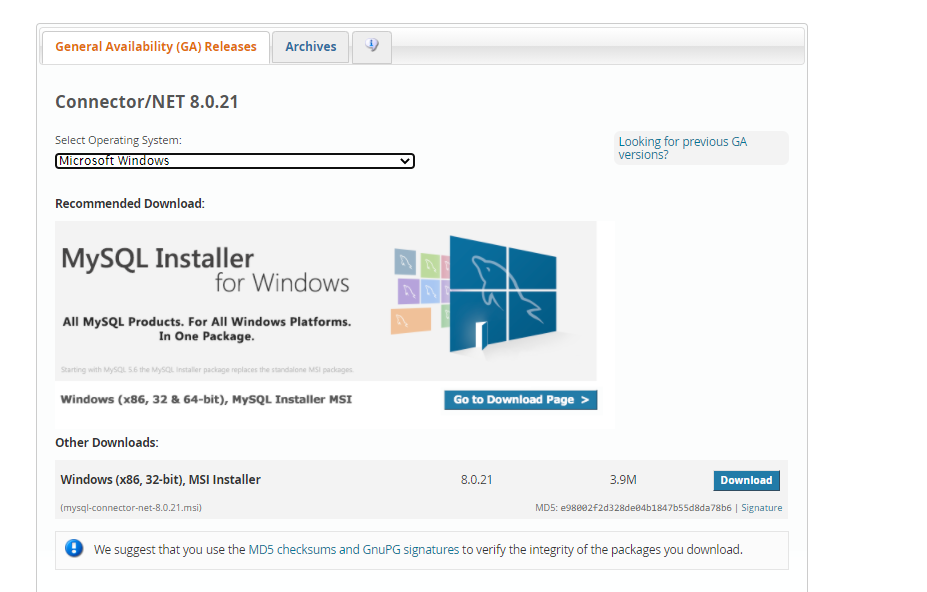 General Availability (GA) Releases
Archives
Connector/NET 8.0.21
Select Operating System:
Microsoft Windows
Looking for previous GA
versions?
Recommended Download:
MySQL Installer
for Windows
All MySQL Products. For All Windows Platforms.
In One Package.
Starting with MySQL 5.6 the MySQL Installer package replaces the standalone MSI packages.
Windows (x86, 32 & 64-bit), MySQL Installer MSI
Go to Download Page >
Other Downloads:
Windows (x86, 32-bit), MSI Installer
8.0.21
3.9M
Download
(mysql-connector-net-8.0.21.msi)
MD5: e98002f2d328de04b1847b55d8da78b6 | Signature
We suggest that you use the MD5 checksums and GnuPG signatures to verify the integrity of the packages you download.